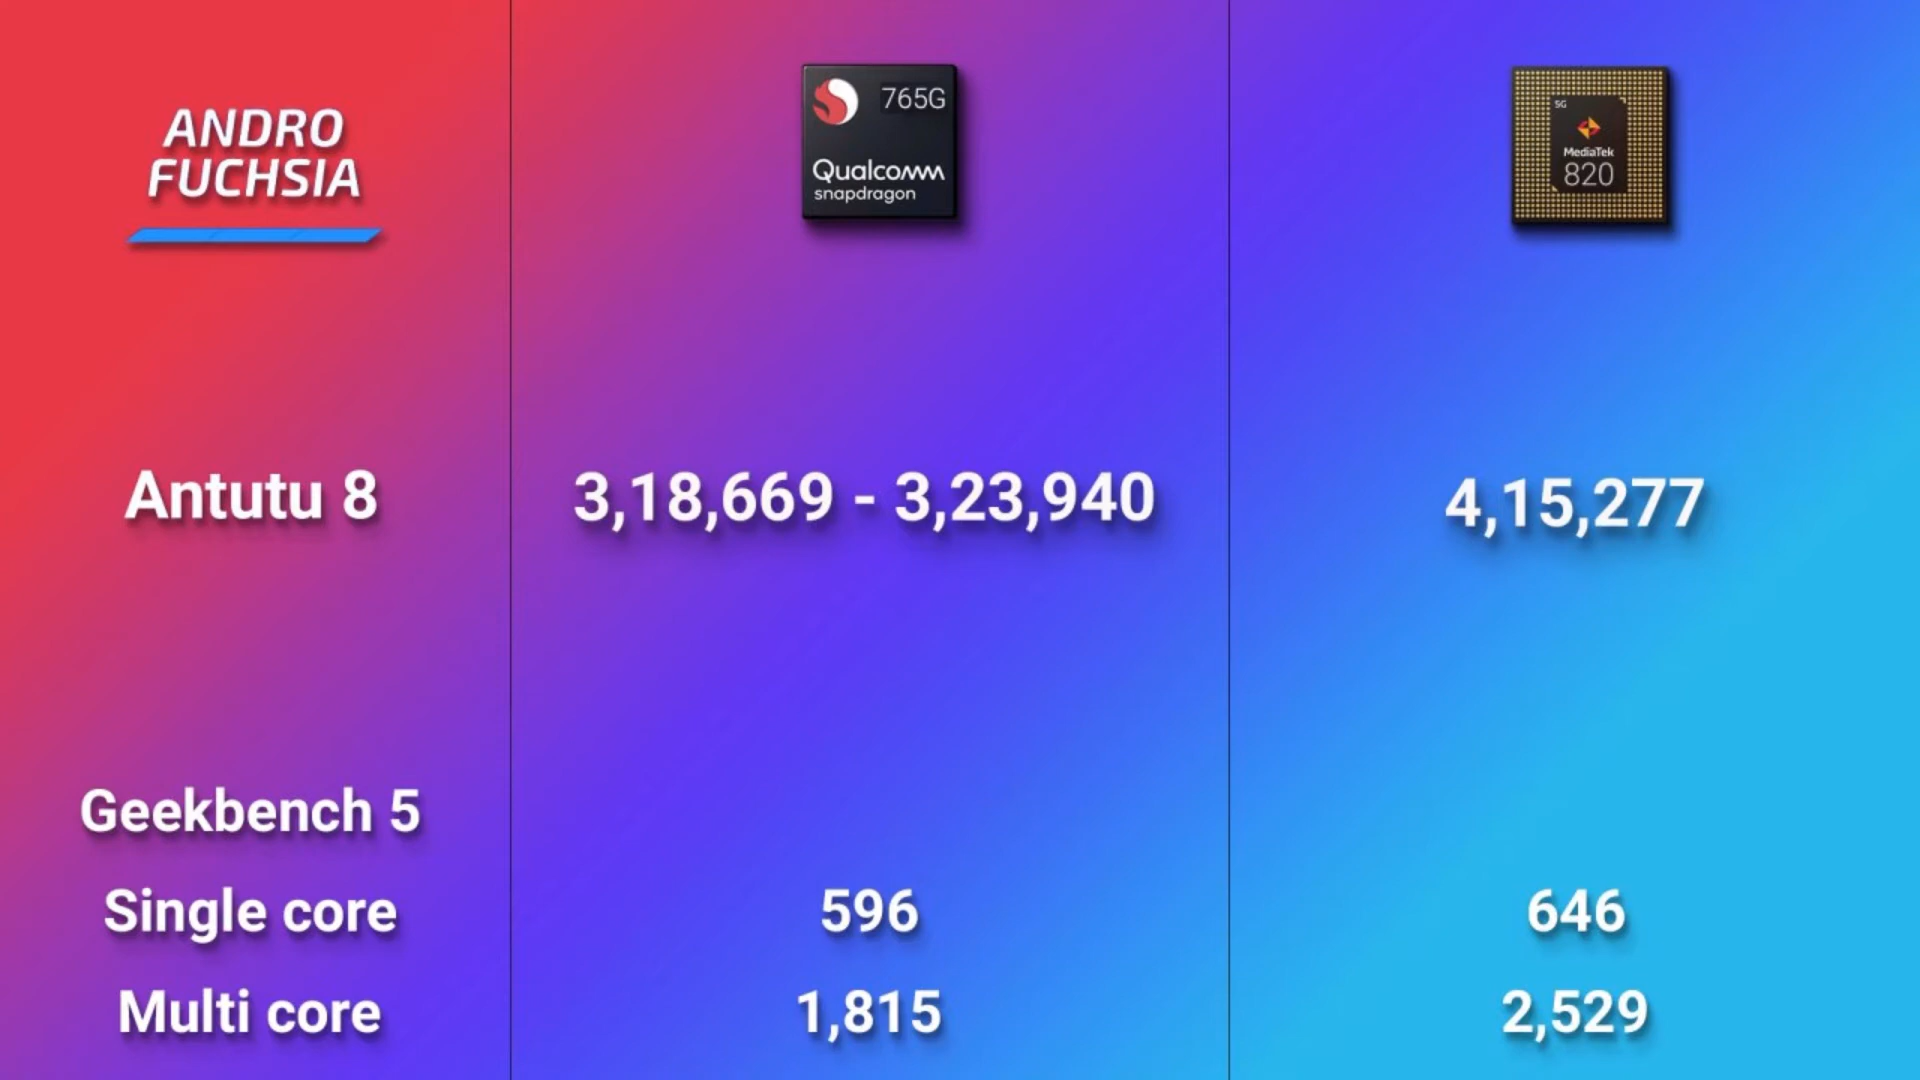 ANDRO
FUCHSIA
765G
Qualcomm
snapdragon
5G
MediaTek
820
Antutu 8
3,18,669 - 3,23,940
4,15,277
Geekbench 5
Single core
596
646
Multi core
1,815
2,529